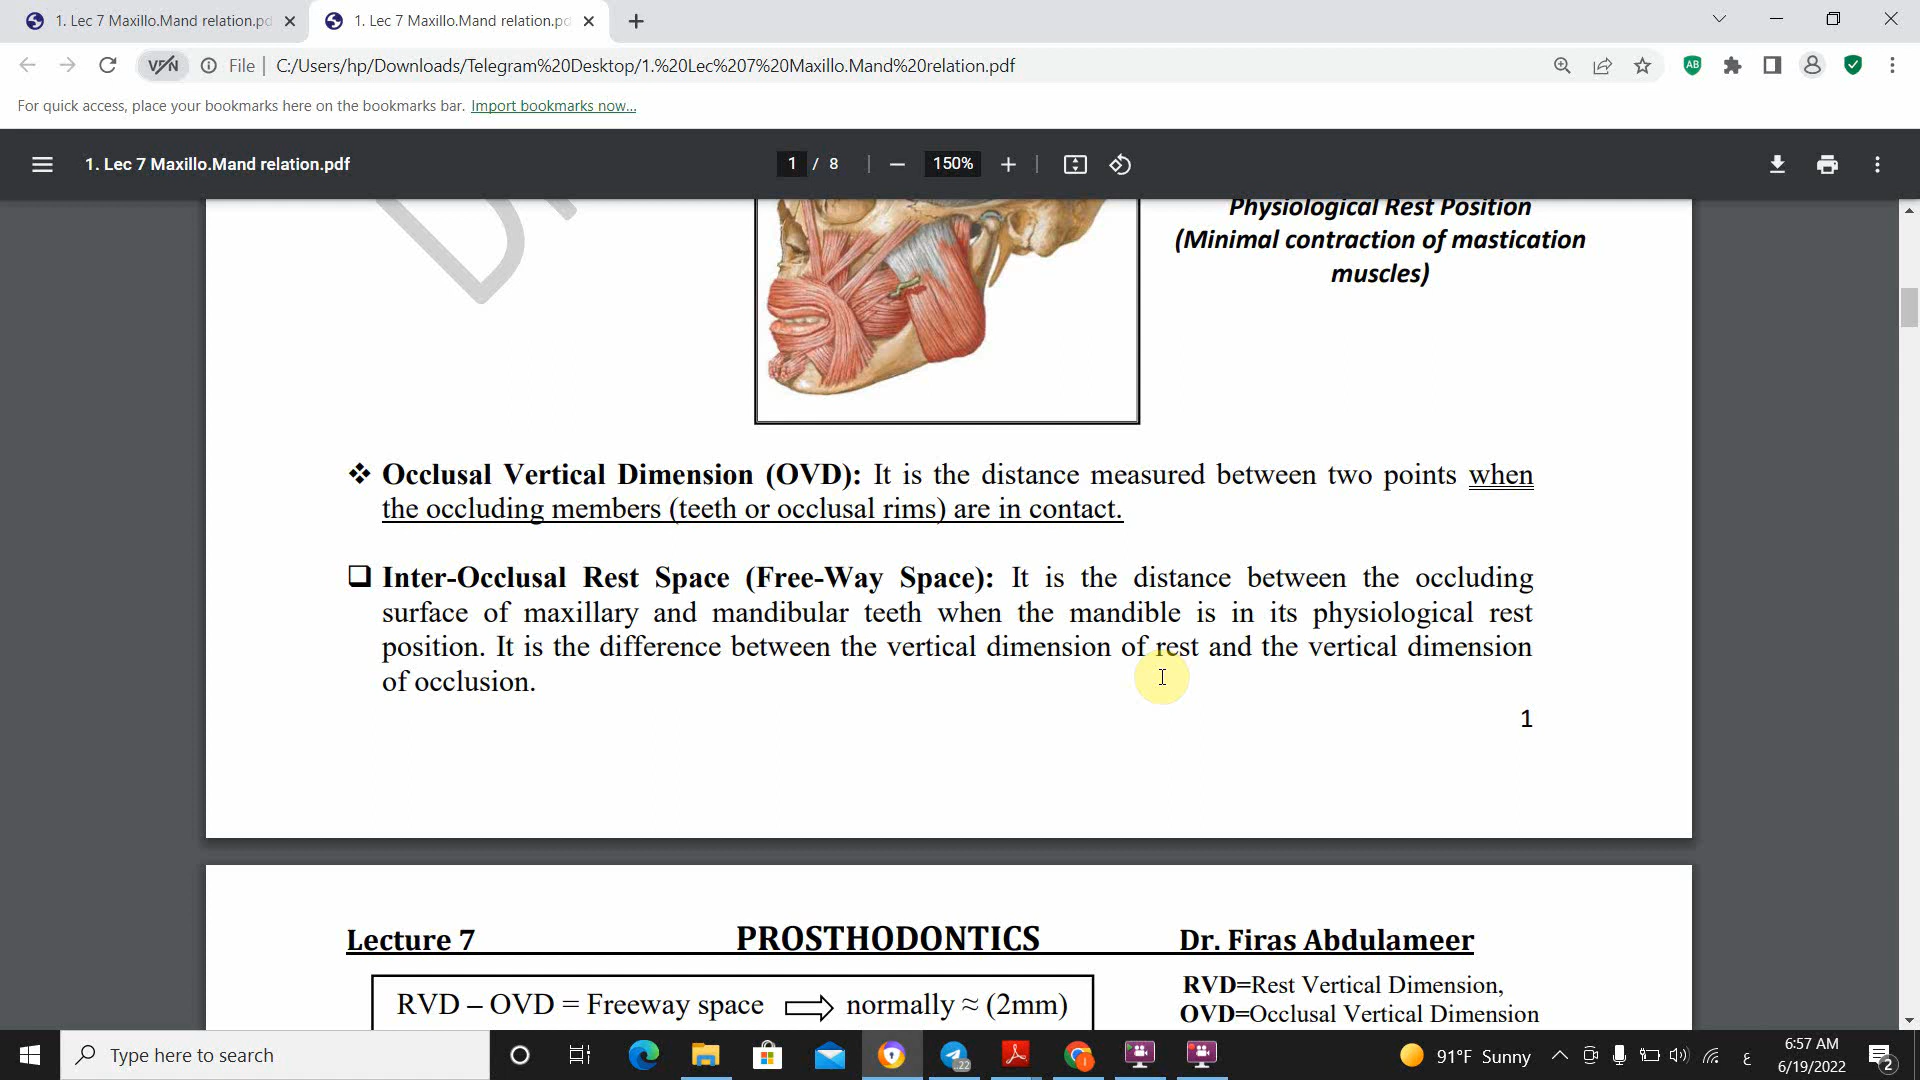 1. Lec 7 Maxillo.Mand relation.pd
1. Lec 7 Maxillo.Mand relation.pd
VPN
File
C:/Users/hp/Downloads/Telegram%20Desktop/1.%20Lec%207%20Maxillo.Mand%20relation.pdf
AB
For quick access, place your bookmarks here on the bookmarks bar. Import bookmarks now...
1. Lec 7 Maxillo.Mand relation.pdf
1 / 8
150%
Physiological Rest Position
(Minimal contraction of mastication
muscles)
❖ Occlusal Vertical Dimension (OVD): It is the distance measured between two points when
the occluding members (teeth or occlusal rims) are in contact.
❑ Inter-Occlusal Rest Space (Free-Way Space): It is the distance between the occluding
surface of maxillary and mandibular teeth when the mandible is in its physiological rest
position. It is the difference between the vertical dimension of rest and the vertical dimension
of occlusion.
1
Lecture 7 PROSTHODONTICS Dr. Firas Abdulameer
RVD – OVD = Freeway space ⇨ normally ≈ (2mm)
RVD=Rest Vertical Dimension,
OVD=Occlusal Vertical Dimension
Type here to search
22
91°F Sunny
ع
6:57 AM
6/19/2022
2